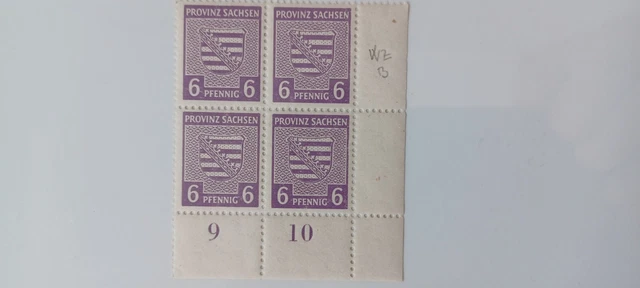 PROVINZ SACHSEN PROVINZ SACHSEN
6 6 6 6
PFENNIG PFENNIG
WZ
B
PROVINZ SACHSEN PROVINZ SACHSEN
6 6 6 6
PFENNIG PFENNIG
9 10